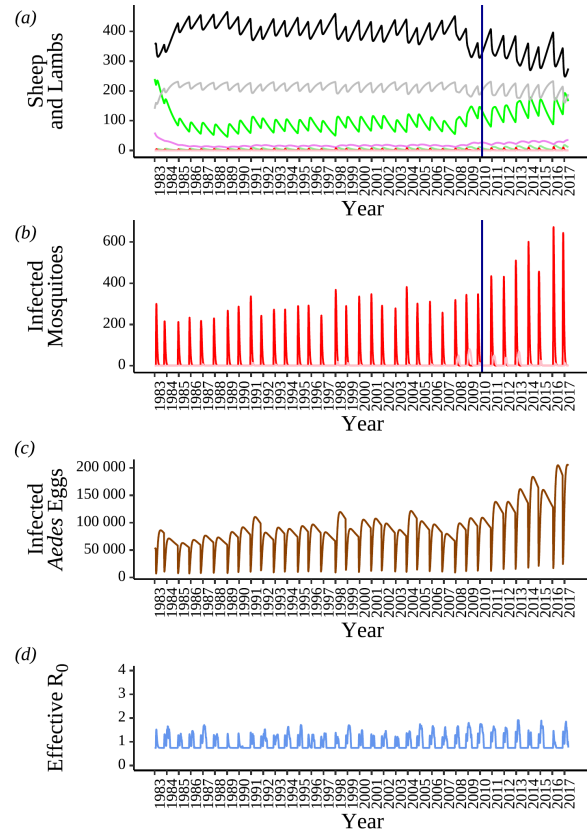 (a)
Sheep
and Lambs
400
300
200
100
0
1983 1984 1985 1986 1987 1988 1989 1990 1991 1992 1993 1994 1995 1996 1997 1998 1999 2000 2001 2002 2003 2004 2005 2006 2007 2008 2009 2010 2011 2012 2013 2014 2015 2016 2017
Year
(b)
Infected
Mosquitoes
600
400
200
0
1983 1984 1985 1986 1987 1988 1989 1990 1991 1992 1993 1994 1995 1996 1997 1998 1999 2000 2001 2002 2003 2004 2005 2006 2007 2008 2009 2010 2011 2012 2013 2014 2015 2016 2017
Year
(c)
Infected
Aedes Eggs
200 000
150 000
100 000
50 000
0
1983 1984 1985 1986 1987 1988 1989 1990 1991 1992 1993 1994 1995 1996 1997 1998 1999 2000 2001 2002 2003 2004 2005 2006 2007 2008 2009 2010 2011 2012 2013 2014 2015 2016 2017
Year
(d)
Effective R0
4
3
2
1
0
1983 1984 1985 1986 1987 1988 1989 1990 1991 1992 1993 1994 1995 1996 1997 1998 1999 2000 2001 2002 2003 2004 2005 2006 2007 2008 2009 2010 2011 2012 2013 2014 2015 2016 2017
Year